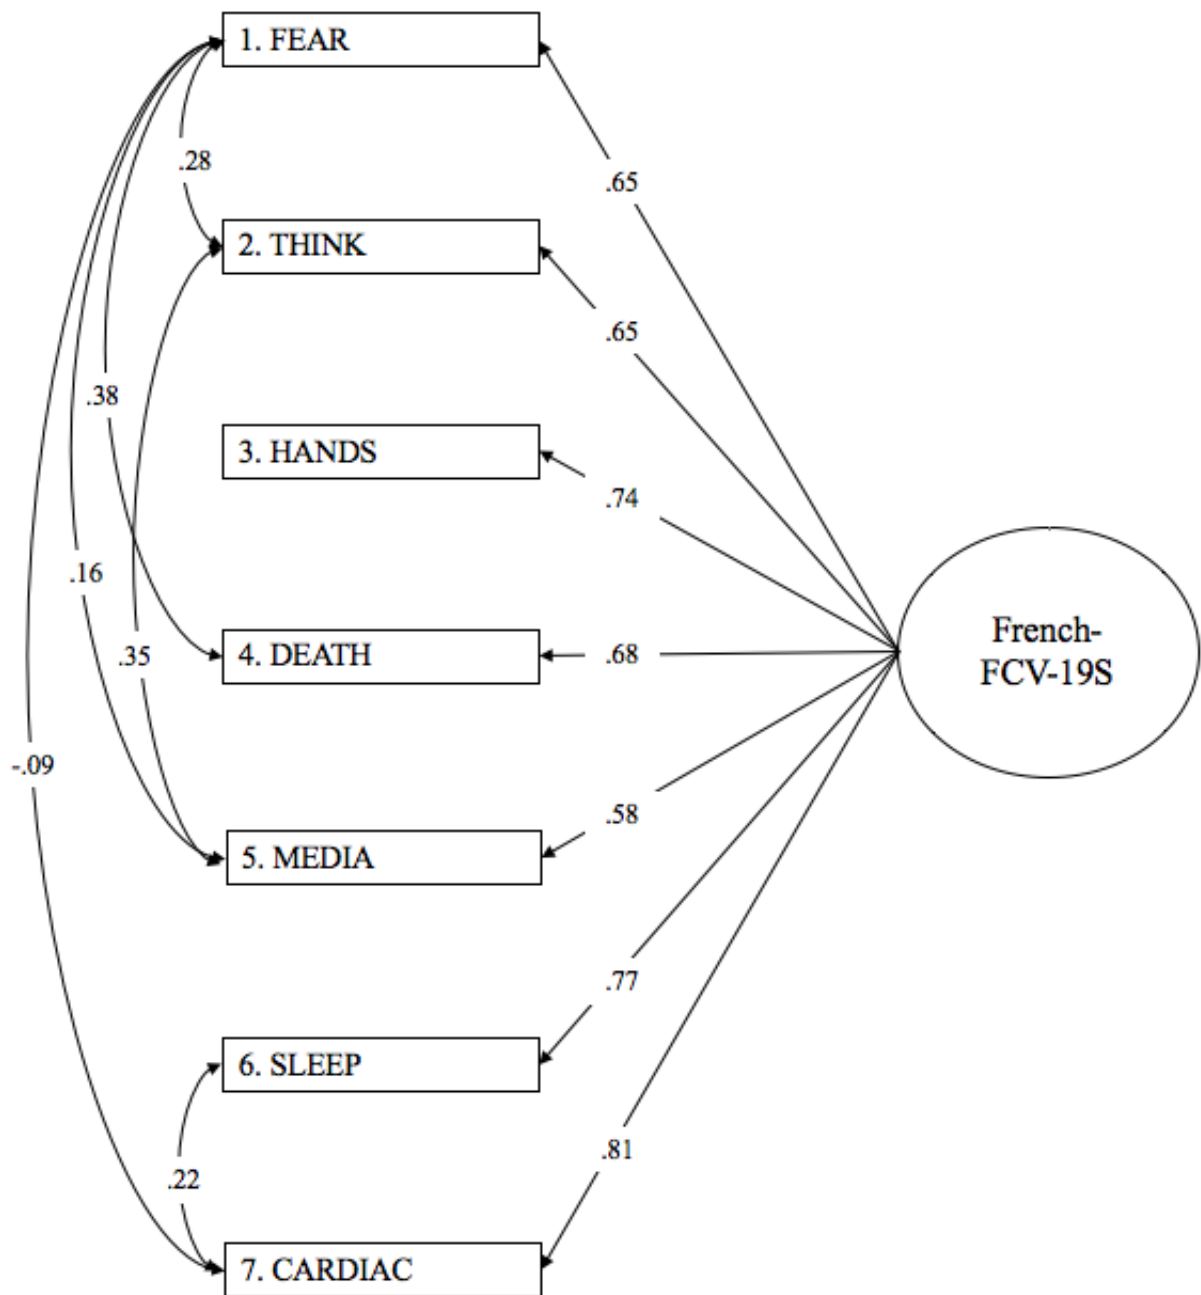 1. FEAR
.28
.65
2. THINK
.65
.38
3. HANDS
.74
.16
.35
4. DEATH
.68
French-
FCV-19S
-.09
.58
5. MEDIA
.77
6. SLEEP
.22
.81
7. CARDIAC